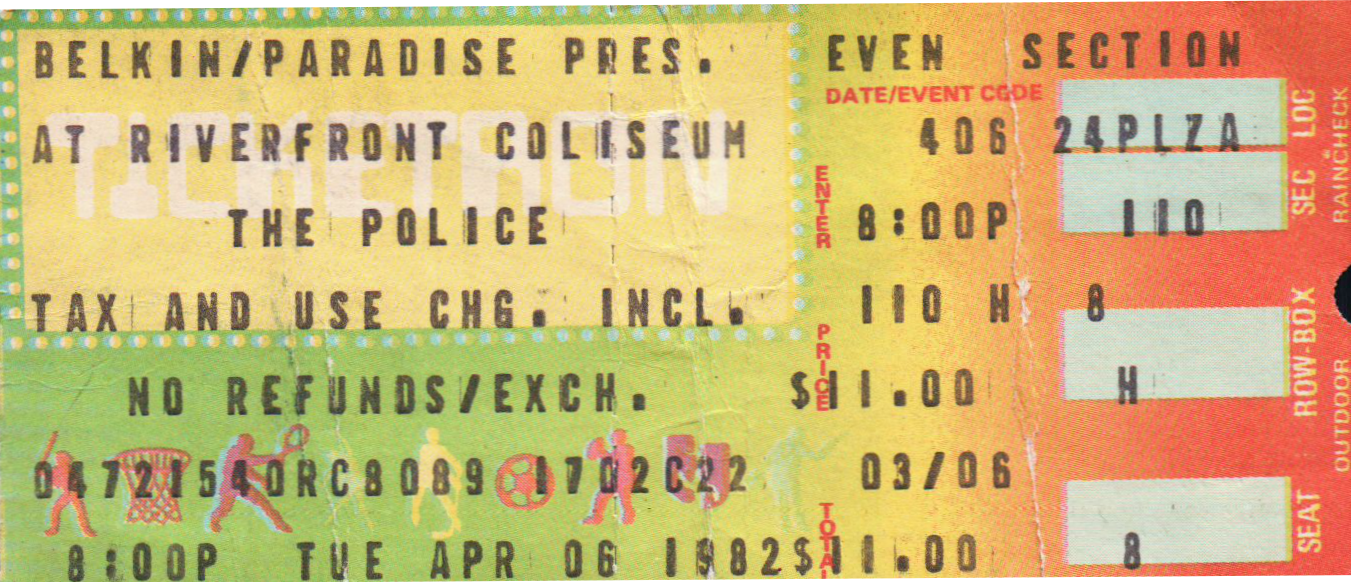 BELKIN/PARADISE PRES. EVEN SECTION
DATE/EVENT CODE
TICKETRON
AT RIVERFRONT COLISEUM 406 24PLZA
THE POLICE 8:00P 110
TAX AND USE CHG. INCL. 110 H 8
NO REFUNDS/EXCH. $11.00 H
04721540RC8089 1702C22 03/06
8:00P TUE APR 06 1982 $11.00 8
ENTER
PRICE
TOTAL
LOC
SEC
ROW-BOX
SEAT
RAINCHECK
OUTDOOR